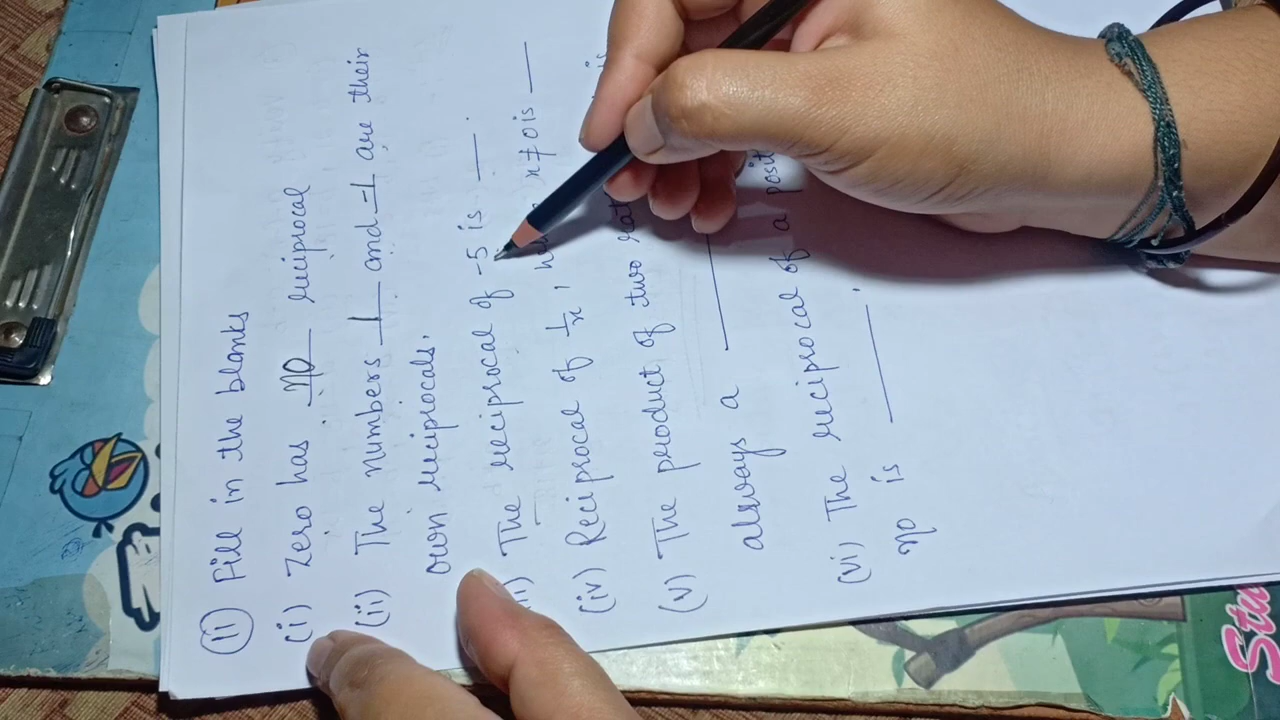 (11) Fill in the blanks
(i) Zero has no reciprocal
(ii) The numbers 1 and -1 are their
own reciprocals.
The reciprocal of -5 is ___.
(iv) Reciprocal of 1/x, x ≠ 0 is ___
(v) The product of two is
always a ___
(vi) The reciprocal of a
no is ___.